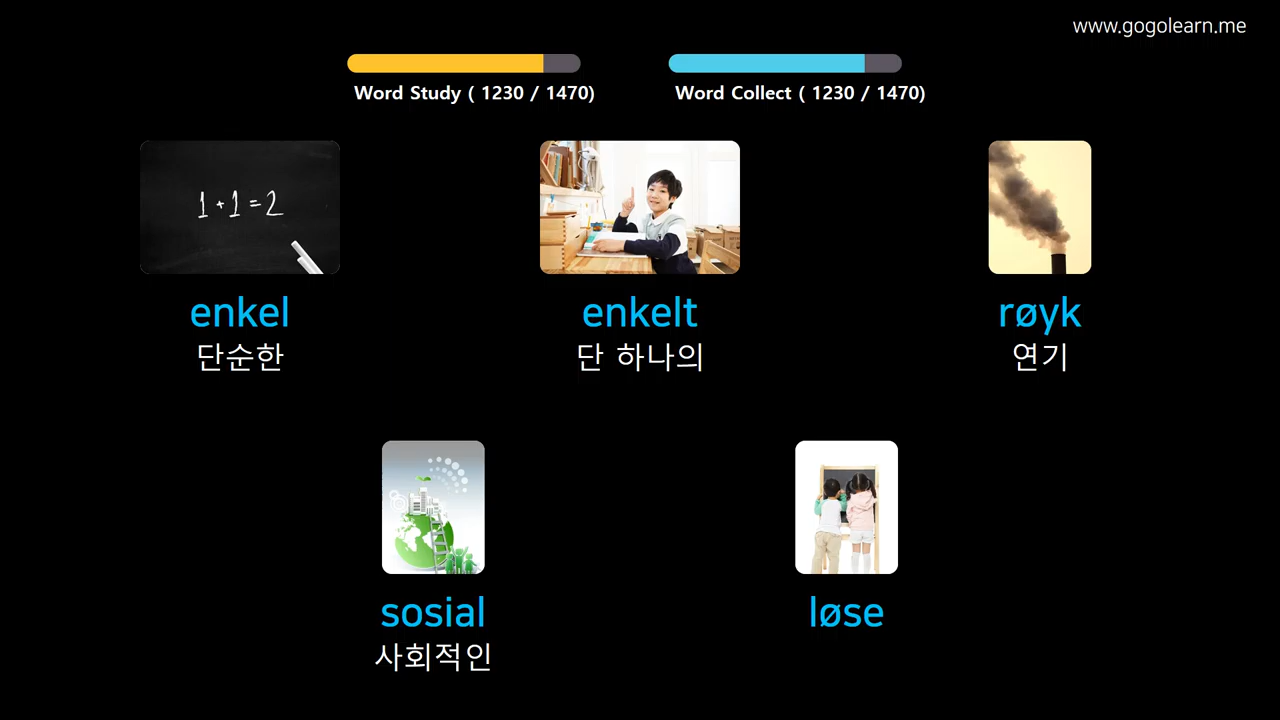 www.gogolearn.me
Word Study ( 1230 / 1470)
Word Collect ( 1230 / 1470)
1+1=2
enkel
단순한
enkelt
단 하나의
røyk
연기
sosial
사회적인
løse